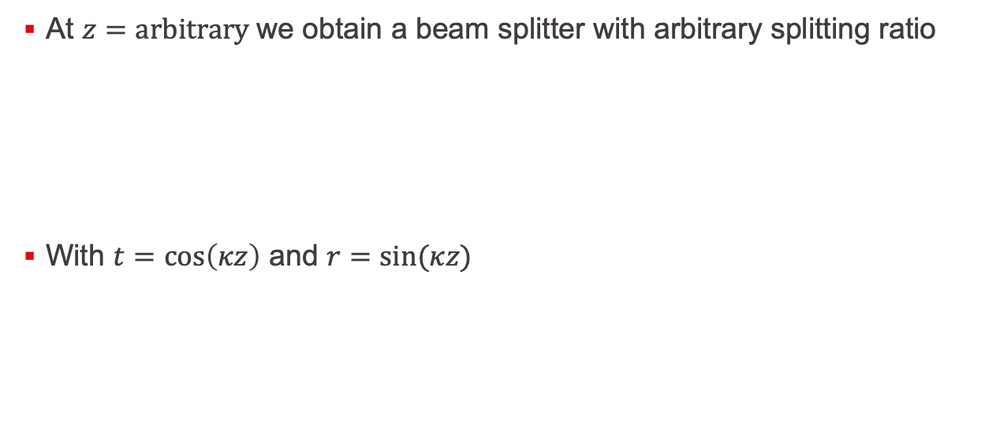 ▪ At 𝑧 = arbitrary we obtain a beam splitter with arbitrary splitting ratio
▪ With 𝑡 = cos(𝜅𝑧) and 𝑟 = sin(𝜅𝑧)